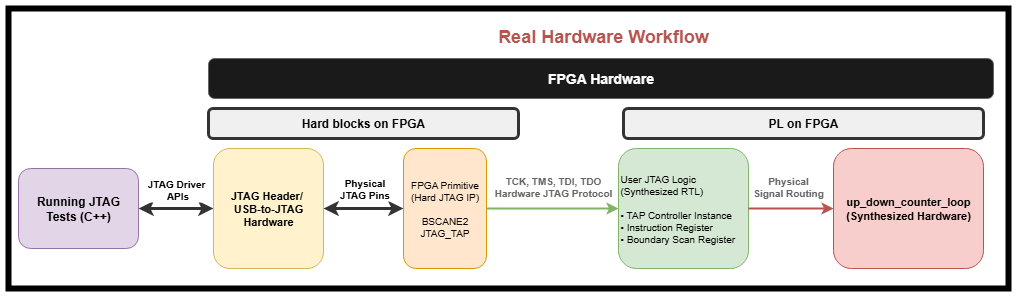 Real Hardware Workflow
FPGA Hardware
Hard blocks on FPGA
PL on FPGA
Running JTAG
Tests (C++)
JTAG Driver
APIs
JTAG Header/
USB-to-JTAG
Hardware
Physical
JTAG Pins
FPGA Primitive
(Hard JTAG IP)
BSCANE2
JTAG_TAP
TCK, TMS, TDI, TDO
Hardware JTAG Protocol
User JTAG Logic
(Synthesized RTL)
• TAP Controller Instance
• Instruction Register
• Boundary Scan Register
Physical
Signal Routing
up_down_counter_loop
(Synthesized Hardware)